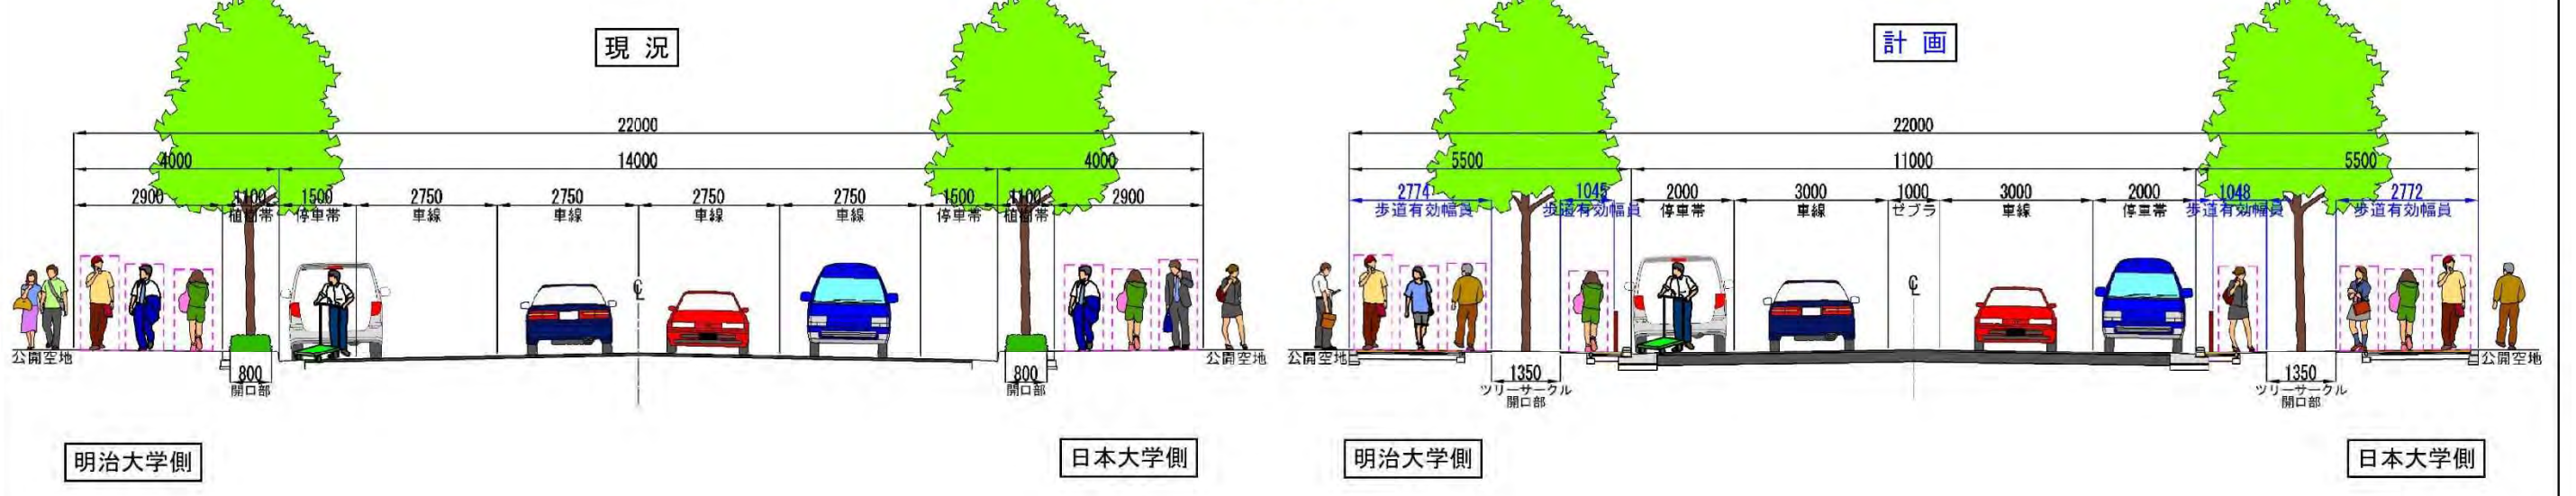 現 況
22000
4000
14000
4000
2900
1100
1500
2750
2750
2750
2750
1500
1100
2900
植樹帯
停車帯
車線
車線
車線
車線
停車帯
植樹帯
公開空地
公開空地
800
開口部
800
開口部
明治大学側
日本大学側
計 画
22000
5500
11000
5500
2774
1045
2000
3000
1000
3000
2000
1048
2772
歩道有効幅員
歩道有効幅員
停車帯
車線
ゼブラ
車線
停車帯
歩道有効幅員
歩道有効幅員
公開空地
公開空地
1350
ツリーサークル
開口部
1350
ツリーサークル
開口部
明治大学側
日本大学側